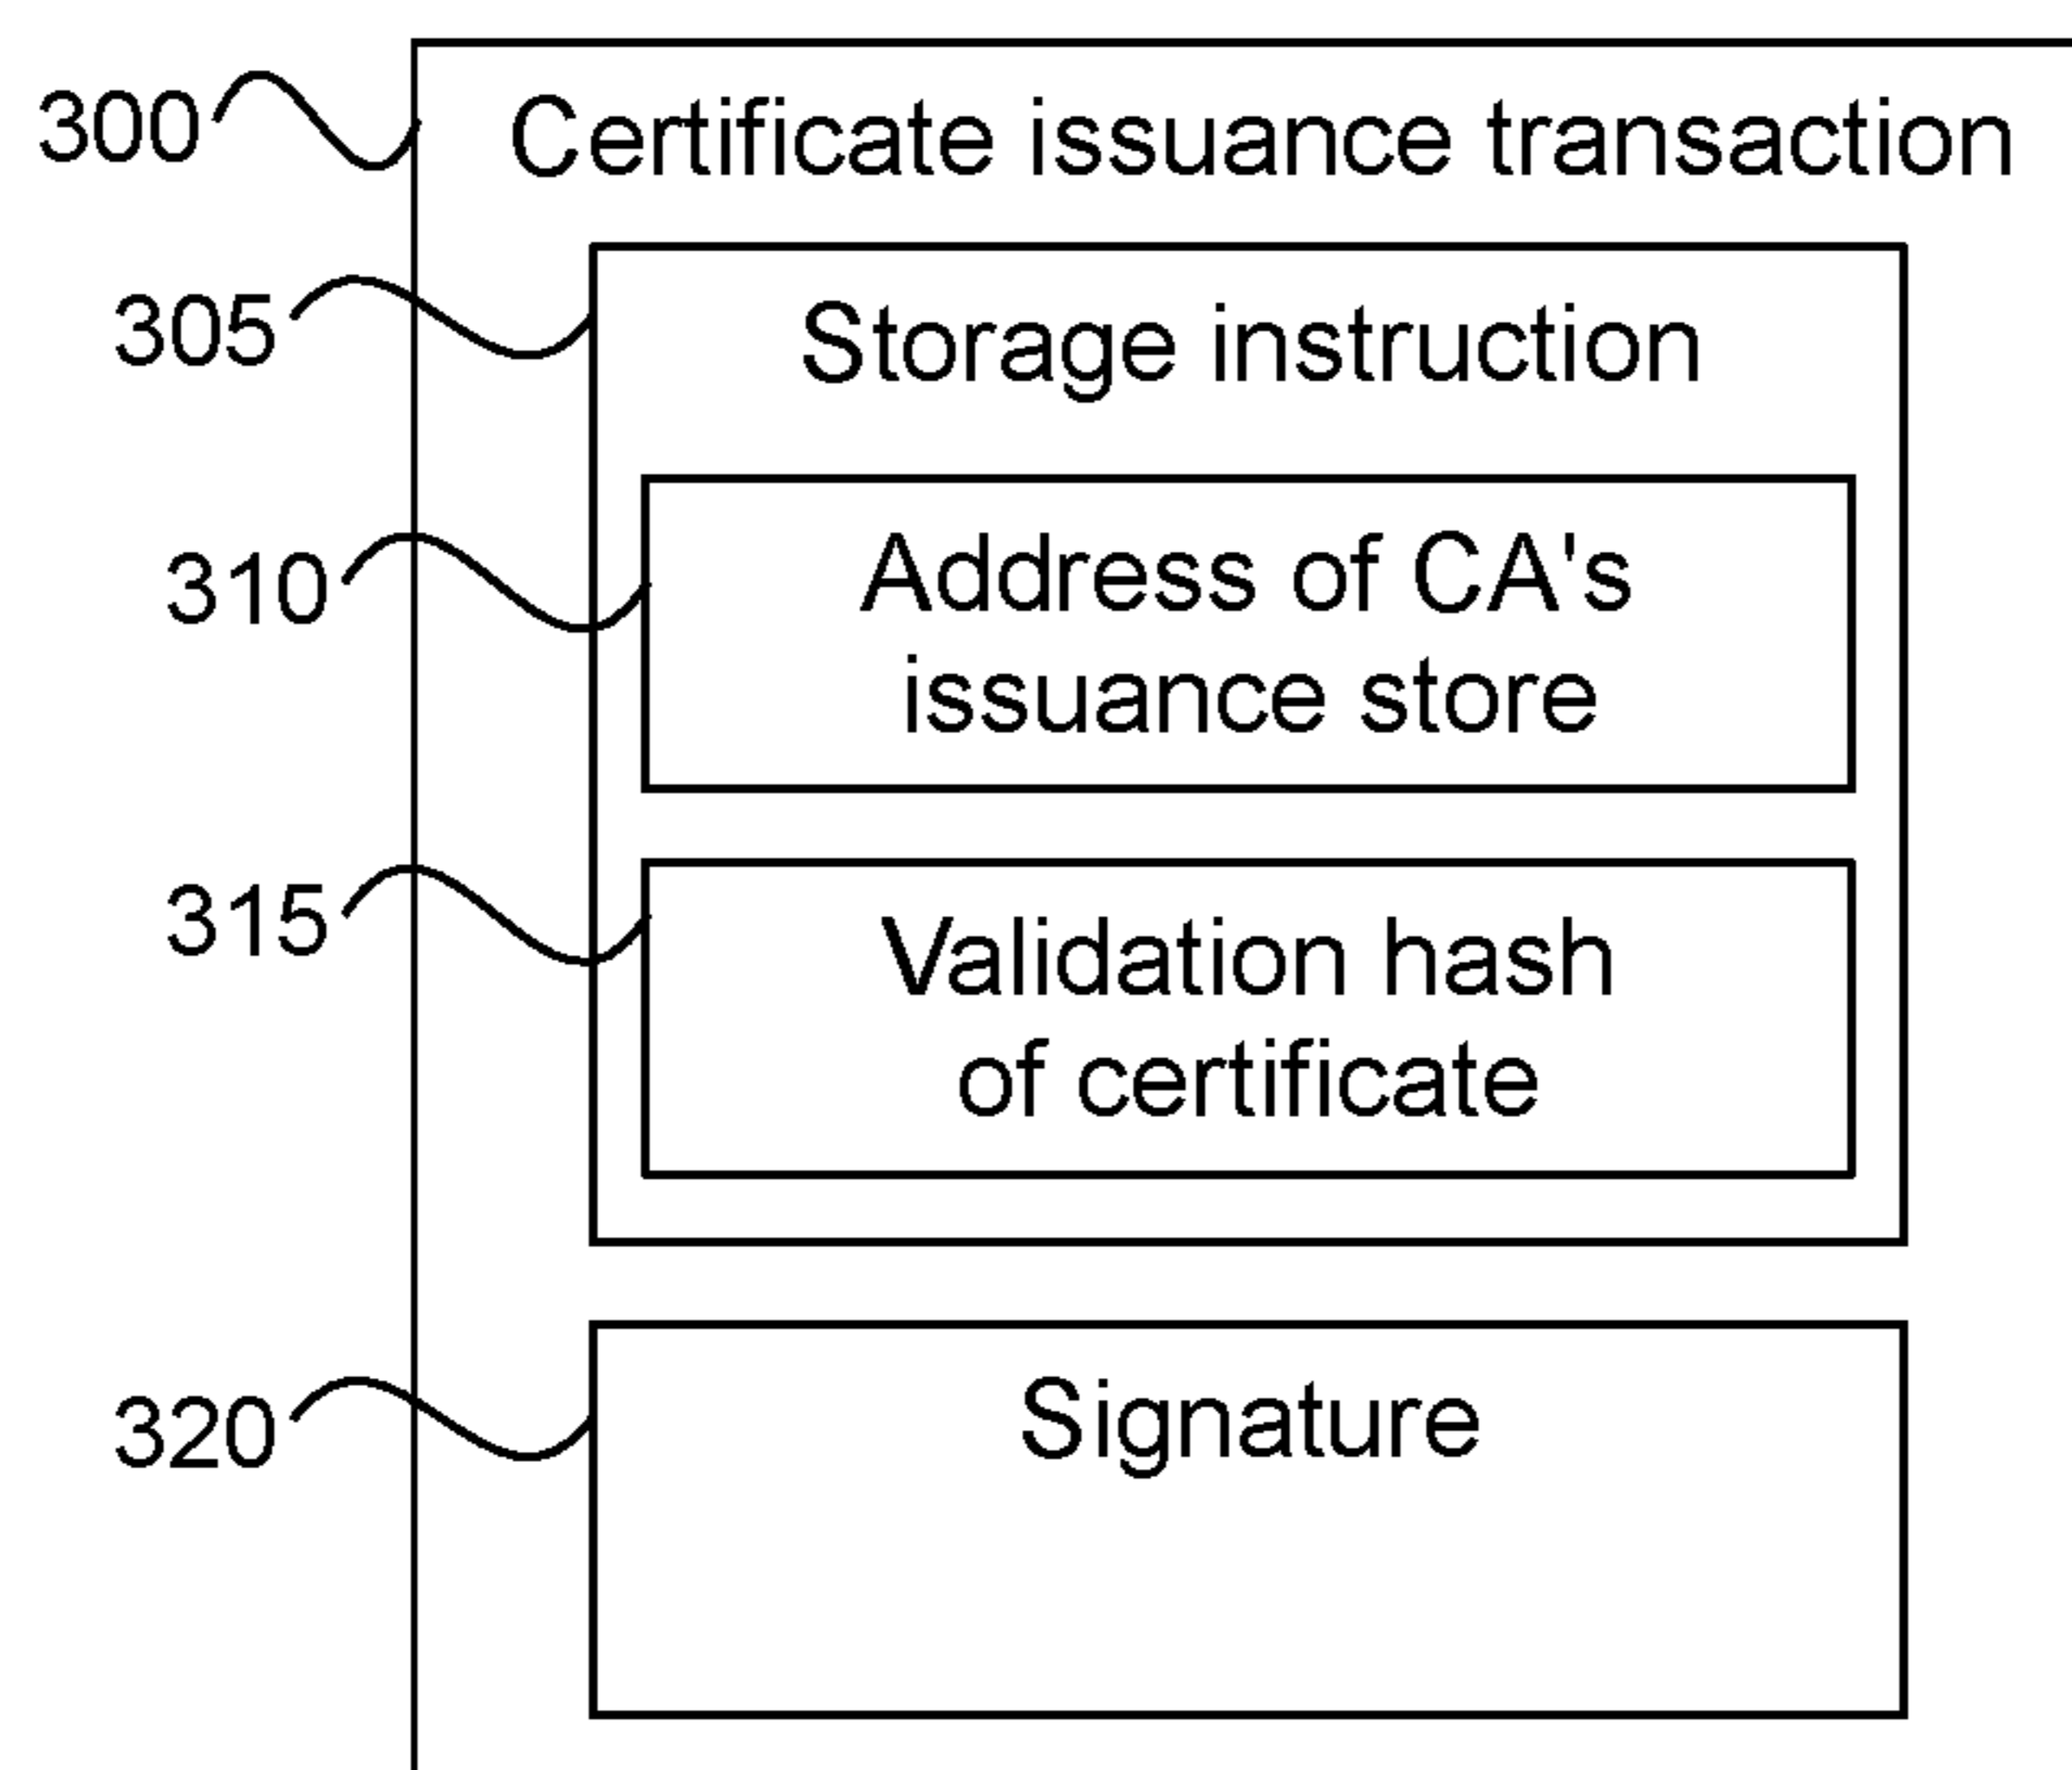 300 Certificate issuance transaction
305 Storage instruction
310 Address of CA's
issuance store
315 Validation hash
of certificate
320 Signature